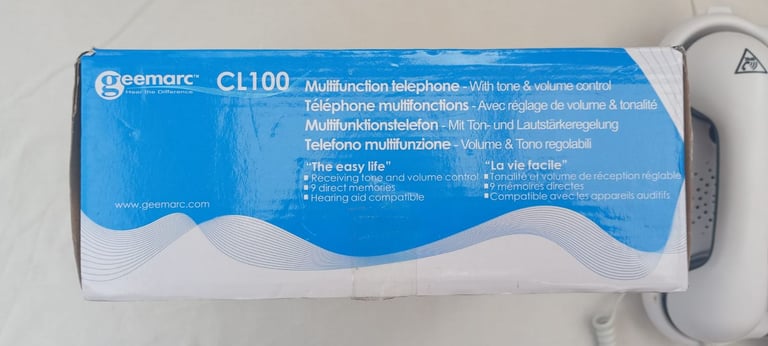 geemarc™
Hear the Difference
CL100
Multifunction telephone - With tone & volume control
Téléphone multifonctions - Avec réglage de volume & tonalité
Multifunktionstelefon - Mit Ton- und Lautstärkeregelung
Telefono multifunzione - Volume & Tono regolabili
"The easy life"
Receiving tone and volume control
9 direct memories
Hearing aid compatible
"La vie facile"
Tonalité et volume de réception réglable
9 mémoires directes
Compatible avec les appareils auditifs
www.geemarc.com